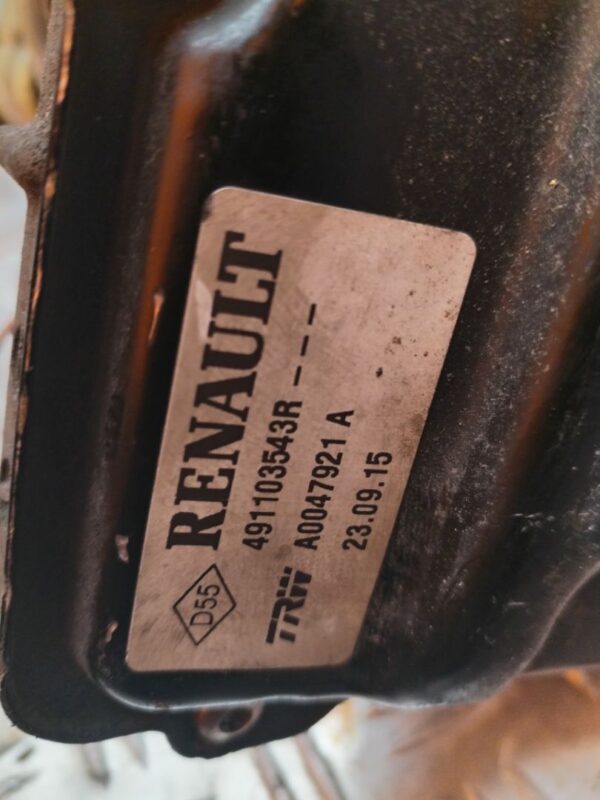 RENAULT
D55 491103543R ---
TRW A0047921 A
23.09.15